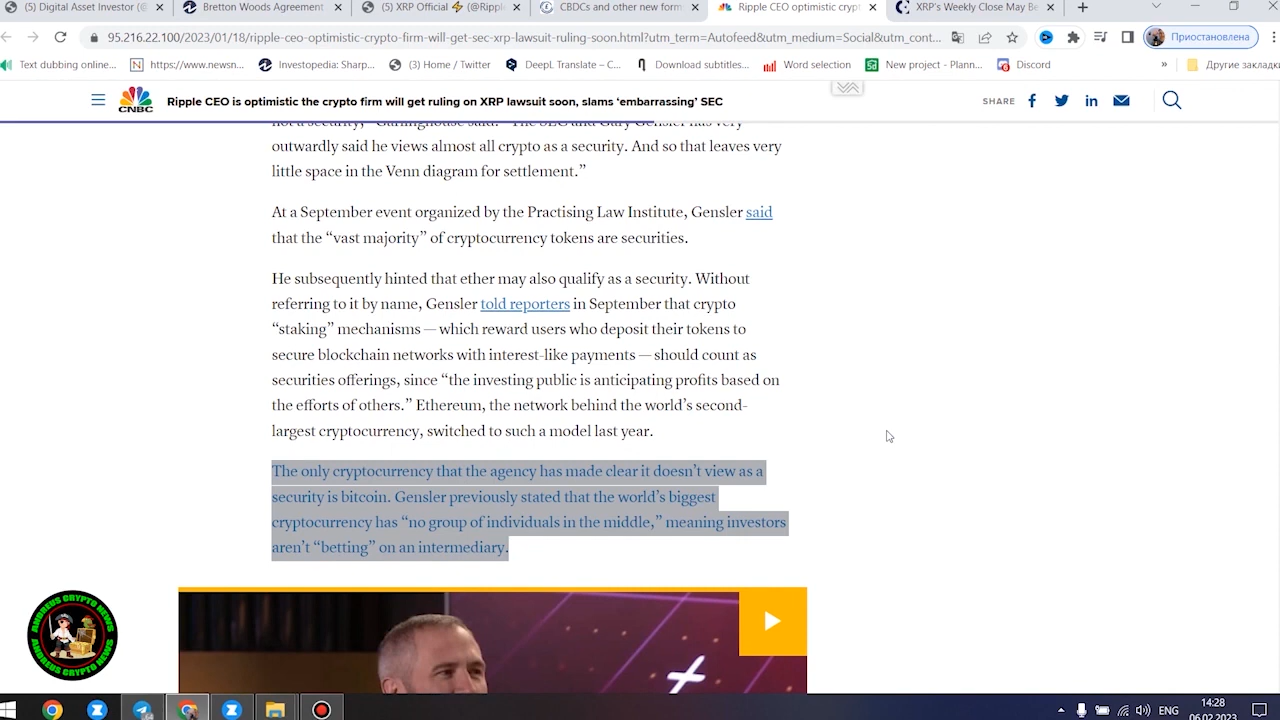 (5) Digital Asset Investor (@
Bretton Woods Agreement
(5) XRP Official ⚡ (@Rippl
CBDCs and other new form
Ripple CEO optimistic crypt
XRP's Weekly Close May Be
95.216.22.100/2023/01/18/ripple-ceo-optimistic-crypto-firm-will-get-sec-xrp-lawsuit-ruling-soon.html?utm_term=Autofeed&utm_medium=Social&utm_cont...
Приостановлена
Text dubbing online...
https://www.newsn...
Investopedia: Sharp...
(3) Home / Twitter
DeepL Translate – C...
Download subtitles...
Word selection
New project - Plann...
Discord
»
Другие закладки
CNBC
Ripple CEO is optimistic the crypto firm will get ruling on XRP lawsuit soon, slams ‘embarrassing’ SEC
SHARE
not a security,” Garlinghouse said. “The SEC and Gary Gensler has very
outwardly said he views almost all crypto as a security. And so that leaves very
little space in the Venn diagram for settlement.”
At a September event organized by the Practising Law Institute, Gensler said
that the “vast majority” of cryptocurrency tokens are securities.
He subsequently hinted that ether may also qualify as a security. Without
referring to it by name, Gensler told reporters in September that crypto
“staking” mechanisms — which reward users who deposit their tokens to
secure blockchain networks with interest-like payments — should count as
securities offerings, since “the investing public is anticipating profits based on
the efforts of others.” Ethereum, the network behind the world’s second-
largest cryptocurrency, switched to such a model last year.
The only cryptocurrency that the agency has made clear it doesn’t view as a
security is bitcoin. Gensler previously stated that the world’s biggest
cryptocurrency has “no group of individuals in the middle,” meaning investors
aren’t “betting” on an intermediary.
ANDREUS CRYPTO NEWS
ANDREUS CRYPTO NEWS
ENG
14:28
06.02.2023